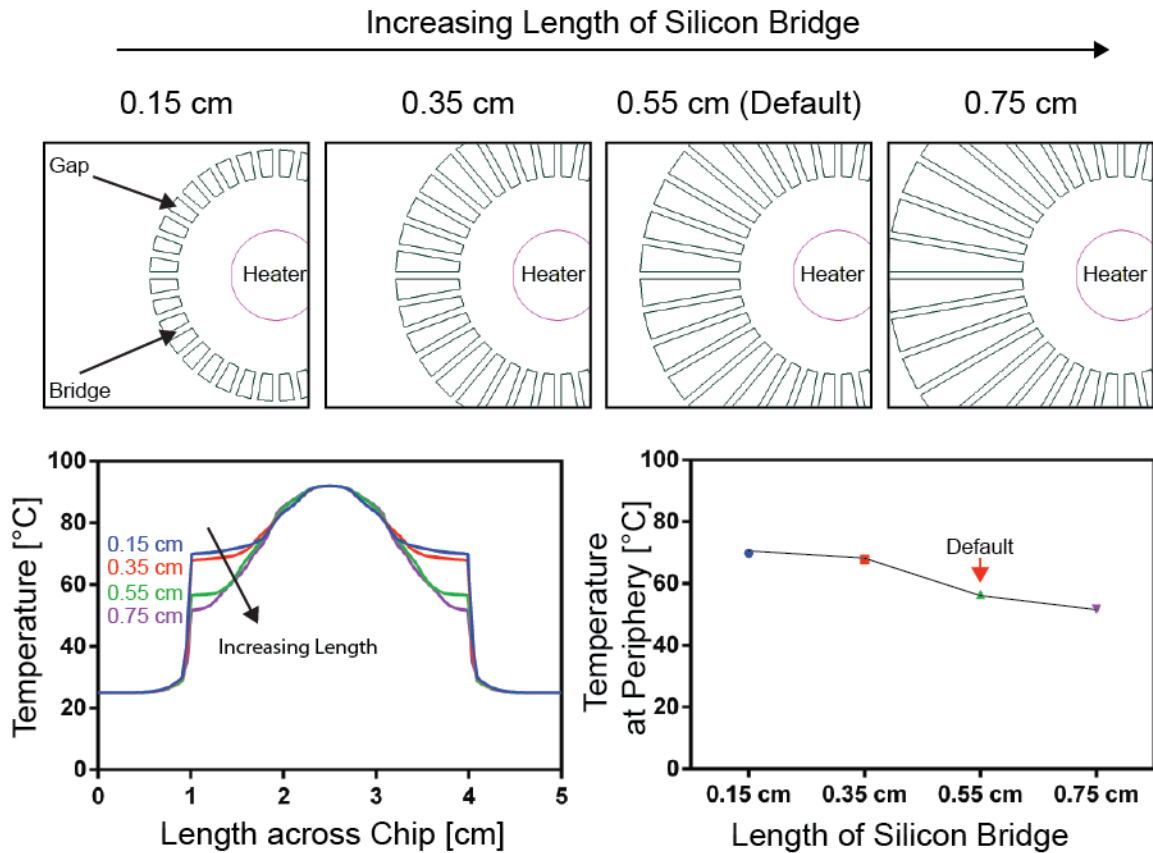 Increasing Length of Silicon Bridge
0.15 cm
0.35 cm
0.55 cm (Default)
0.75 cm
Gap
Bridge
Heater
Heater
Heater
Heater
Temperature [°C]
100
80
60
40
20
0
0.15 cm
0.35 cm
0.55 cm
0.75 cm
Increasing Length
0 1 2 3 4 5
Length across Chip [cm]
Temperature
at Periphery [°C]
100
80
60
40
20
0
Default
0.15 cm 0.35 cm 0.55 cm 0.75 cm
Length of Silicon Bridge